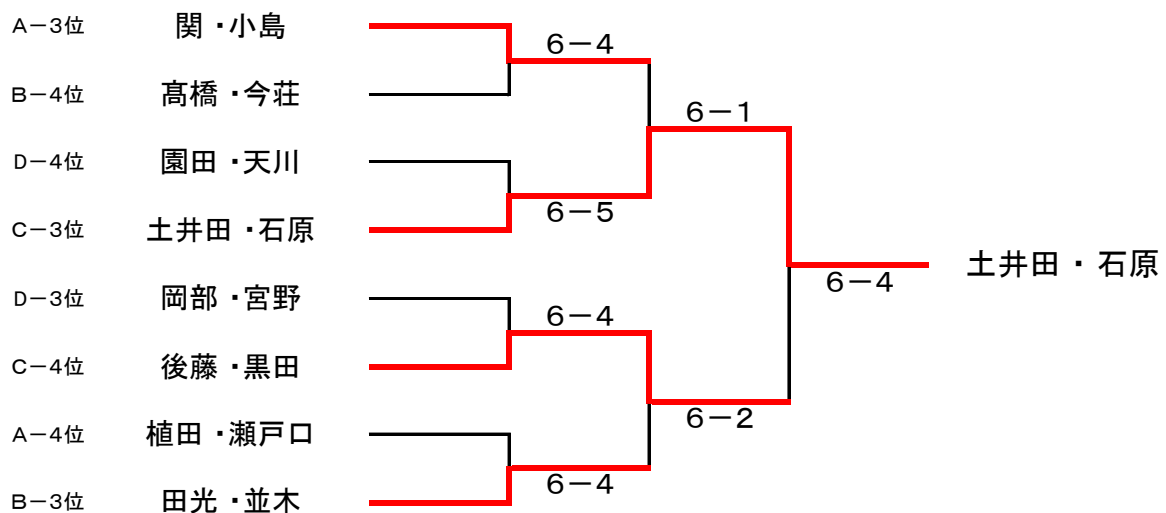 A－3位 関・小島
6－4
B－4位 髙橋・今荘
6－1
D－4位 園田・天川
6－5
C－3位 土井田・石原
土井田・石原
6－4
D－3位 岡部・宮野
6－4
C－4位 後藤・黒田
6－2
A－4位 植田・瀬戸口
6－4
B－3位 田光・並木